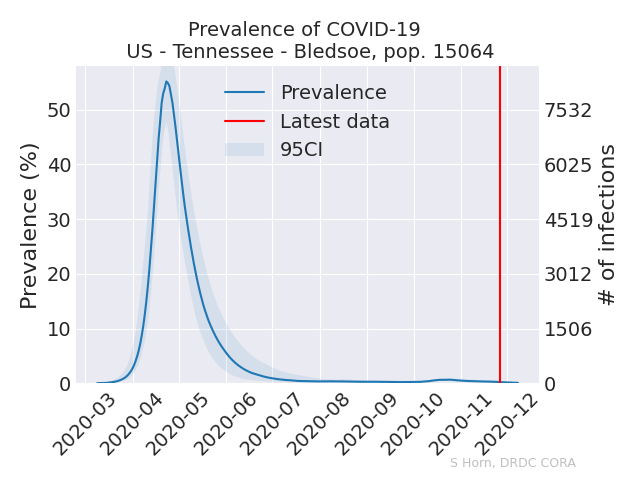 Prevalence of COVID-19
US - Tennessee - Bledsoe, pop. 15064
Prevalence
Latest data
95CI
Prevalence (%)
50
40
30
20
10
0
7532
6025
4519
3012
1506
0
# of infections
2020-03
2020-04
2020-05
2020-06
2020-07
2020-08
2020-09
2020-10
2020-11
2020-12
S Horn, DRDC CORA